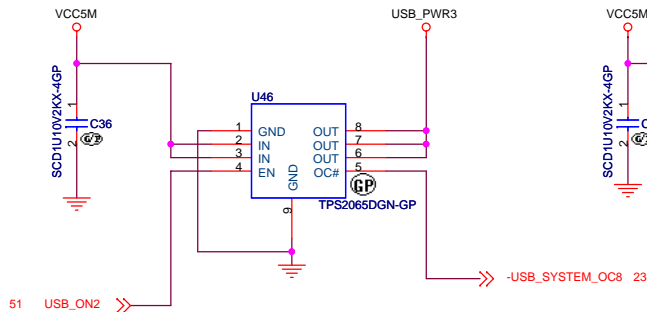 VCC5M
USB_PWR3
VCC5M
SCD1U10V2KX-4GP
1
2
C36
G/P
U46
1 GND OUT 8
2 IN OUT 7
3 IN OUT 6
4 EN OC# 5
GND
9
GP
TPS2065DGN-GP
SCD1U10V2KX-4GP
1
2
C
-USB_SYSTEM_OC8 23
51 USB_ON2